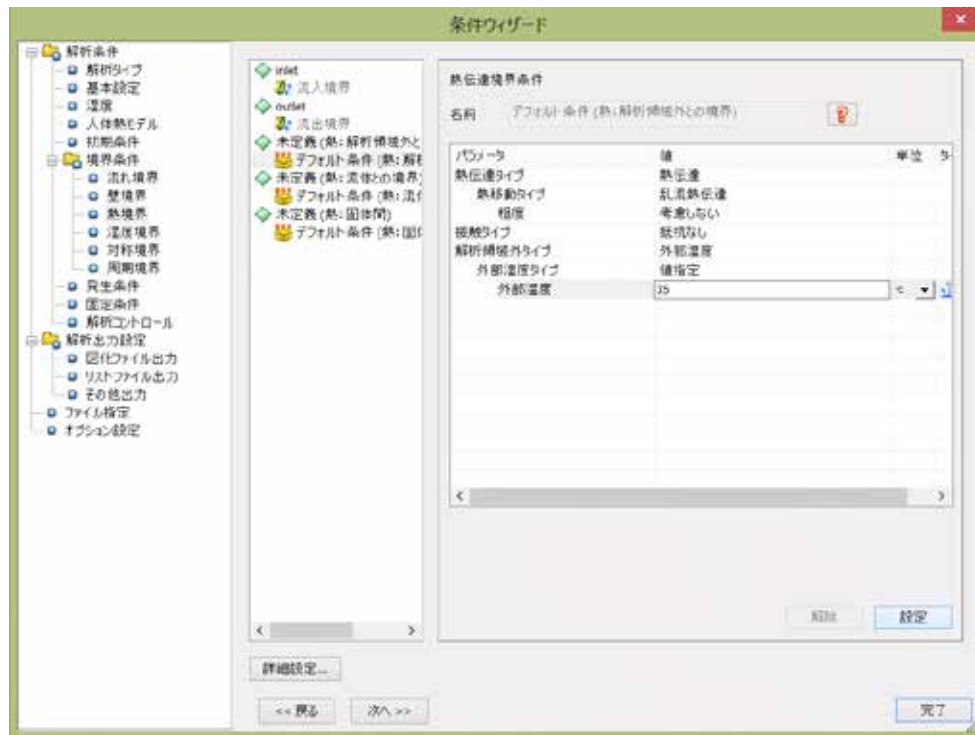 条件ウィザード
解析条件
解析タイプ
基本設定
湿度
人体熱モデル
初期条件
境界条件
流れ境界
壁境界
熱境界
湿度境界
対称境界
周期境界
発生条件
固定条件
解析コントロール
解析出力設定
図化ファイル出力
リストファイル出力
その他出力
ファイル指定
オプション設定
inlet
流入境界
outlet
流出境界
未定義(熱:解析領域外と
デフォルト条件 (熱:解析
未定義(熱:流体との境界)
デフォルト条件 (熱:流体
未定義(熱:固体間)
デフォルト条件 (熱:固体
詳細設定...
<< 戻る 次へ >>
熱伝達境界条件
名前 デフォルト条件 (熱:解析領域外との境界)
パラメータ 値 単位
熱伝達タイプ 熱伝達
熱移動タイプ 乱流熱伝達
粗度 考慮しない
接触タイプ 抵抗なし
解析領域外タイプ 外部温度
外部温度タイプ 値指定
外部温度 35 c
解除 設定
完了